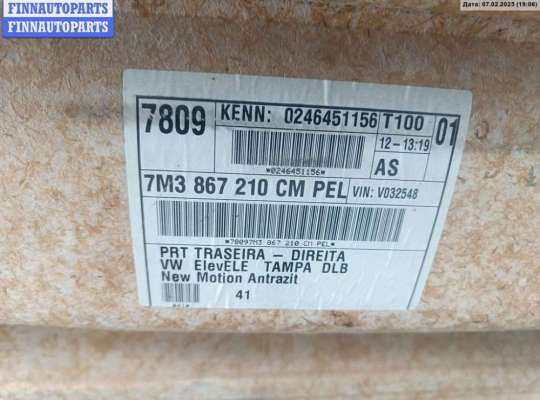 FINNAUTOPARTS
FINNAUTOPARTS
Дата: 07.02.2025 (19:06)
7809 KENN: 0246451156 T100 01
12-13:19
*0246451156*
AS
7M3 867 210 CM PEL VIN: V032548
*78097M3 867 210 CM PEL*
PRT TRASEIRA - DIREITA
VW ElevELE TAMPA DLB
New Motion Antrazit
41